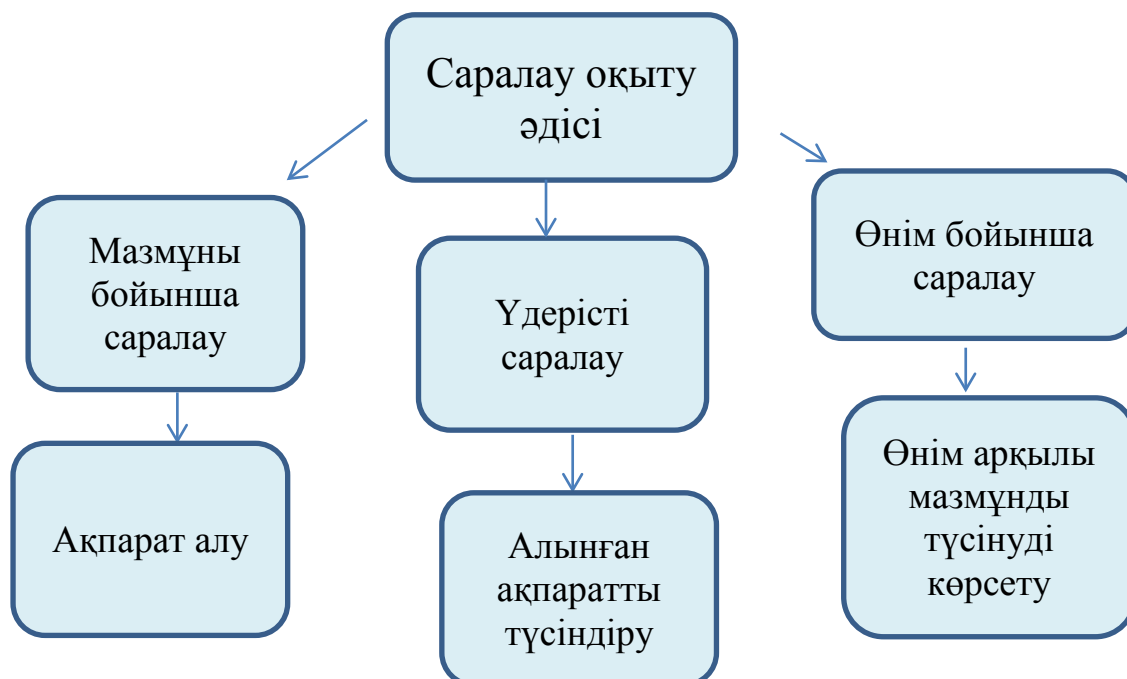 Саралау оқыту
әдісі
Мазмұны
бойынша
саралау
Үдерісті
саралау
Өнім бойынша
саралау
Ақпарат алу
Алынған
ақпаратты
түсіндіру
Өнім арқылы
мазмұнды
түсінуді
көрсету